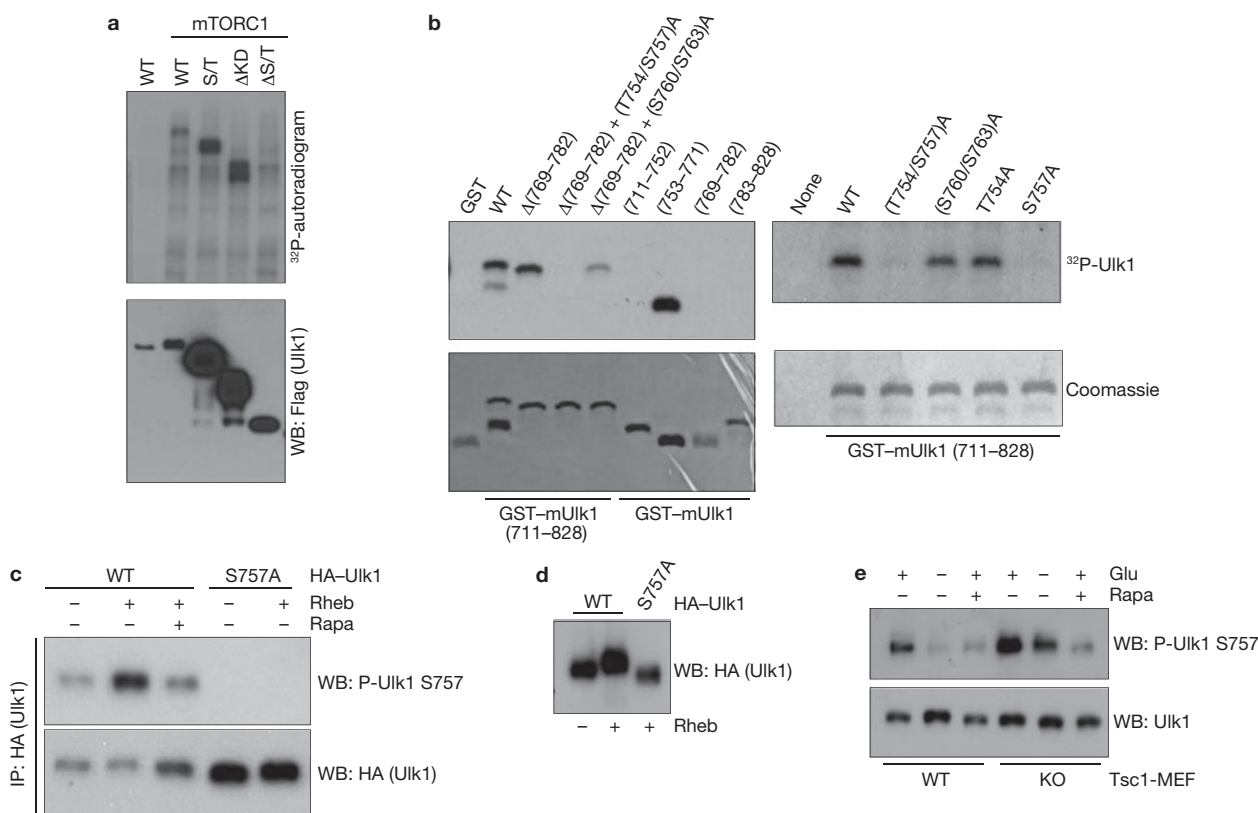 a
mTORC1
WT
WT
S/T
ΔKD
ΔS/T
32P-autoradiogram
WB: Flag (Ulk1)
b
GST
WT
Δ(769–782)
Δ(769–782) + (T754/S757)A
Δ(769–782) + (S760/S763)A
(711–752)
(753–771)
(769–782)
(783–828)
GST–mUlk1
(711–828)
GST–mUlk1
None
WT
(T754/S757)A
(S760/S763)A
T754A
S757A
32P-Ulk1
Coomassie
GST–mUlk1 (711–828)
c
WT S757A HA–Ulk1
– + + – + Rheb
– – + – – Rapa
IP: HA (Ulk1)
WB: P-Ulk1 S757
WB: HA (Ulk1)
d
WT S757A HA–Ulk1
WB: HA (Ulk1)
– + + Rheb
e
+ – + + – + Glu
– – + – – + Rapa
WB: P-Ulk1 S757
WB: Ulk1
WT KO Tsc1-MEF